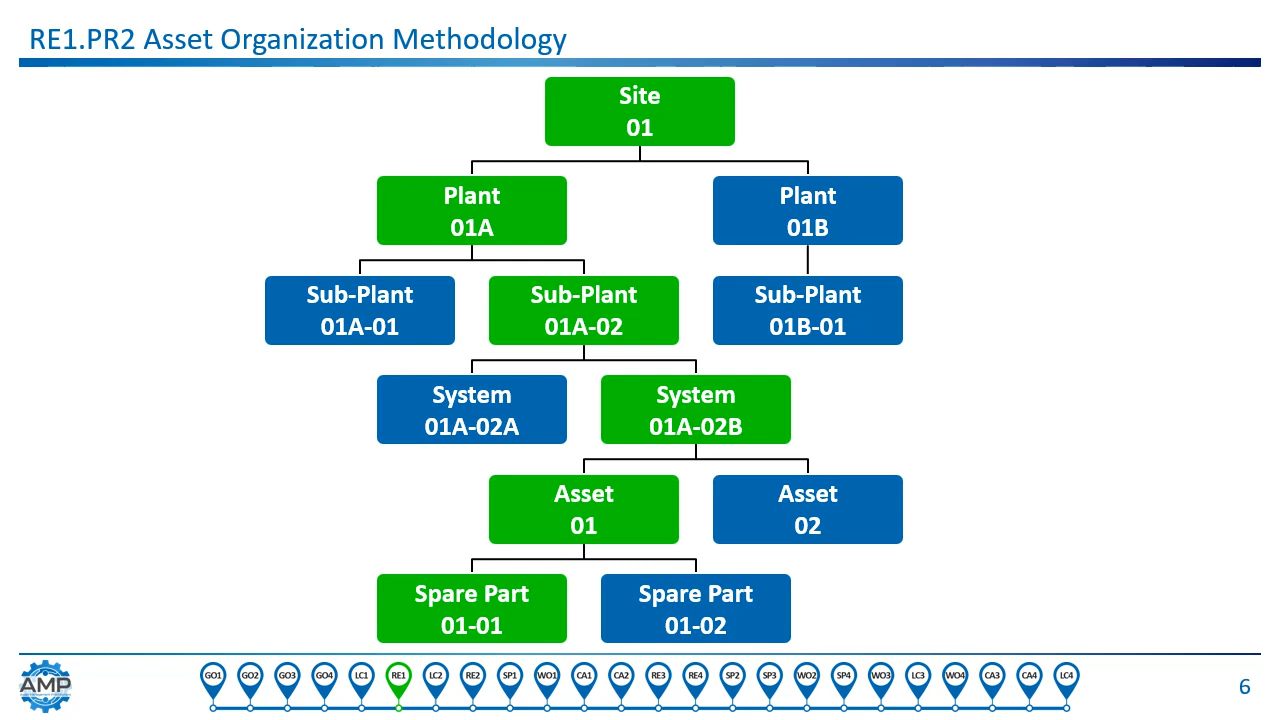 RE1.PR2 Asset Organization Methodology
Site
01
Plant
01A
Plant
01B
Sub-Plant
01A-01
Sub-Plant
01A-02
Sub-Plant
01B-01
System
01A-02A
System
01A-02B
Asset
01
Asset
02
Spare Part
01-01
Spare Part
01-02
AMP
GO1 GO2 GO3 GO4 LC1 RE1 LC2 RE2 SP1 WO1 CA1 CA2 RE3 RE4 SP2 SP3 WO2 SP4 WO3 LC3 WO4 CA3 CA4 LC4
6